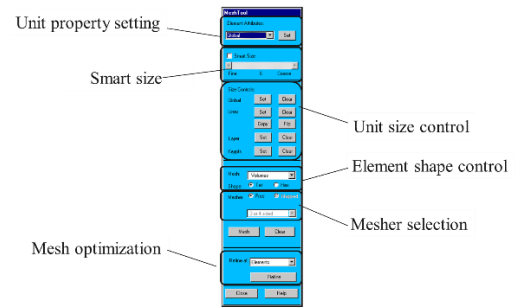 MeshTool
Element Attributes:
Unit property setting
Global Set
Smart Size
Smart size
Fine 6 Coarse
Size Controls:
Global Set Clear
Lines Set Clear
Copy Flip
Unit size control
Layer Set Clear
Keypts Set Clear
Element shape control
Mesh: Volumes
Shape: Tet Hex
Mesher: Free Mapped
Mesher selection
Mesh Clear
Mesh optimization
Refine at: Elements
Refine
Close Help